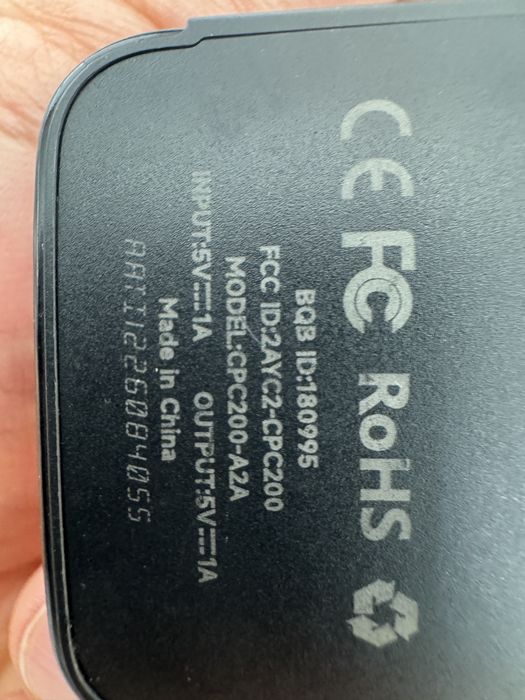 CE FC RoHS
BQB ID:180995
FCC ID:2AYC2-CPC200
MODEL:CPC200-A2A
INPUT:5V⎓1A OUTPUT:5V⎓1A
Made in China
AAT11226084055